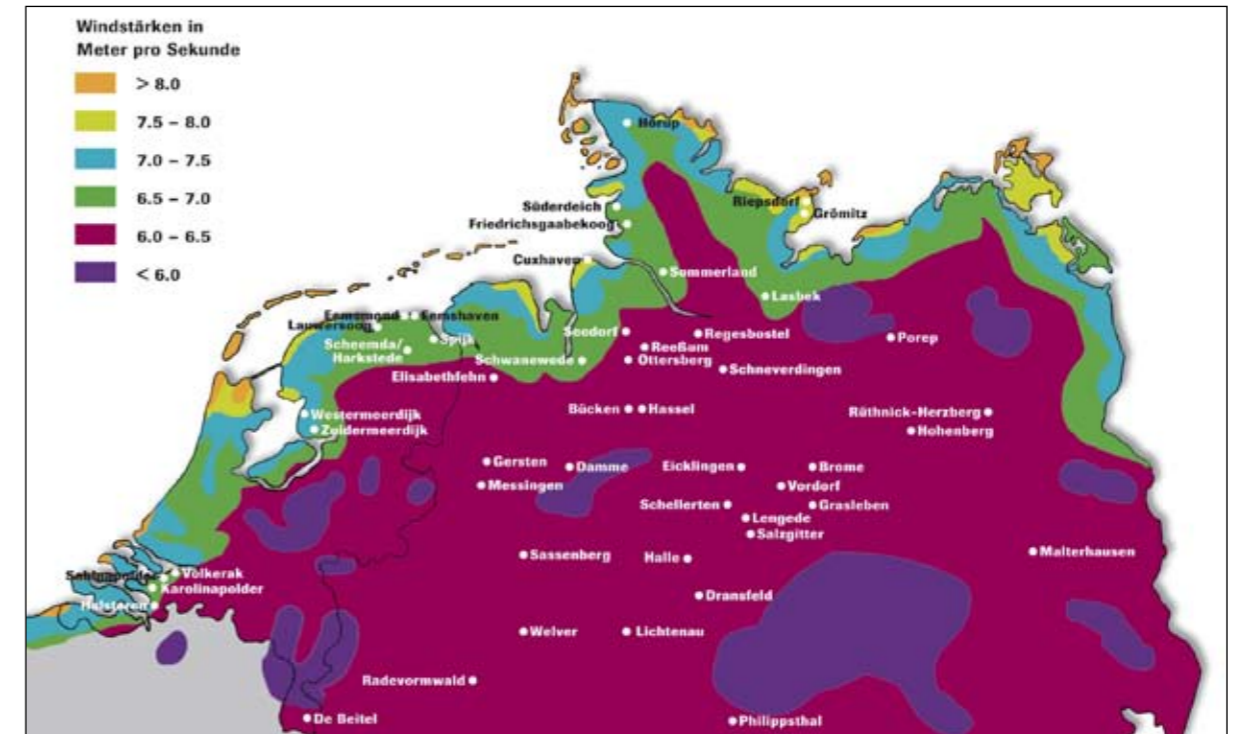 Windstärken in
Meter pro Sekunde
> 8.0
7.5 – 8.0
7.0 – 7.5
6.5 – 7.0
6.0 – 6.5
< 6.0
Hörup
Riepsdorf
Grömitz
Süderdeich
Friedrichsgaabekoog
Cuxhaven
Sommerland
Lasbek
Eemsmond
Eemshaven
Lauwersoog
Scheemda/
Harkstede
Spijk
Seedorf
Regesbostel
Porep
Reeßum
Schwanewede
Ottersberg
Schneverdingen
Elisabethfehn
Bücken
Hassel
Rüthnick-Herzberg
Westermeerdijk
Zuidermeerdijk
Hohenberg
Gersten
Damme
Eicklingen
Brome
Messingen
Vordorf
Schellerten
Grasleben
Lengede
Salzgitter
Sassenberg
Halle
Malterhausen
Volkerak
Karolinapolder
Halsteren
Dransfeld
Welver
Lichtenau
Radevormwald
De Beitel
Philippsthal